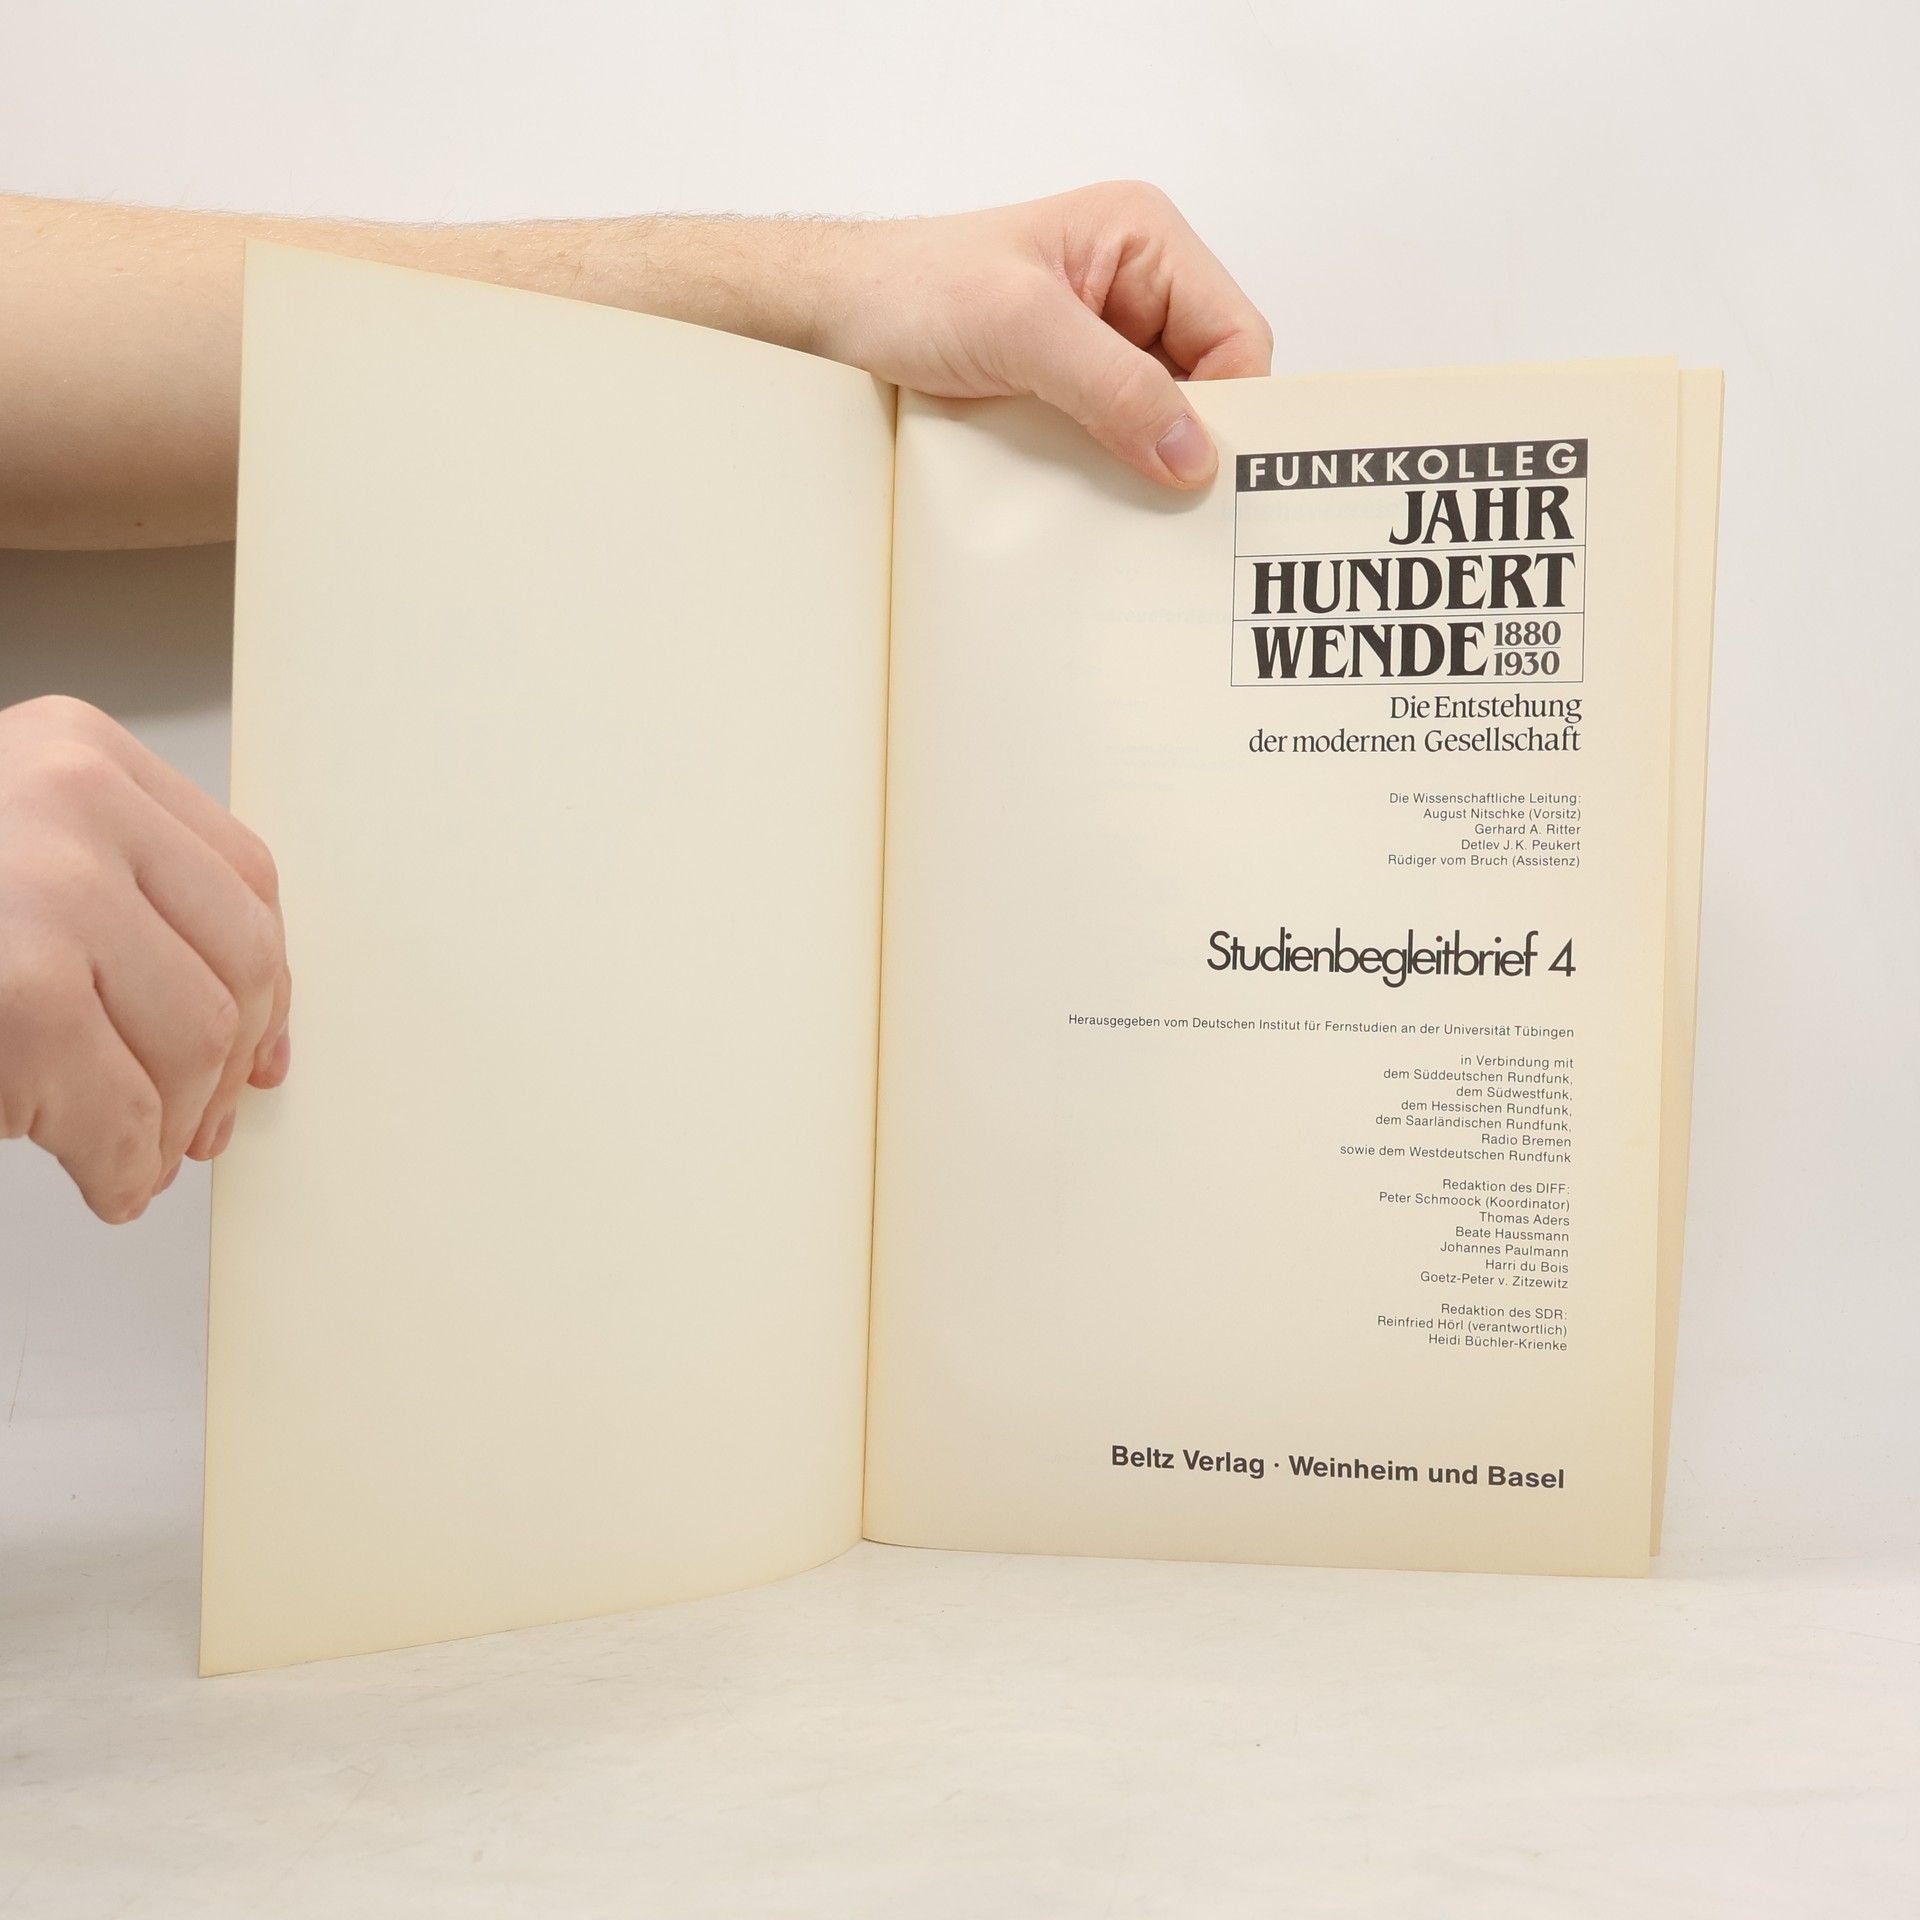 FUNKKOLLEG
JAHR
HUNDERT
WENDE 1880
1930
Die Entstehung
der modernen Gesellschaft
Die Wissenschaftliche Leitung:
August Nitschke (Vorsitz)
Gerhard A. Ritter
Detlev J. K. Peukert
Rüdiger vom Bruch (Assistenz)
Studienbegleitbrief 4
Herausgegeben vom Deutschen Institut für Fernstudien an der Universität Tübingen
in Verbindung mit
dem Süddeutschen Rundfunk,
dem Südwestfunk,
dem Hessischen Rundfunk,
dem Saarländischen Rundfunk,
Radio Bremen
sowie dem Westdeutschen Rundfunk
Redaktion des DIFF:
Peter Schmoock (Koordinator)
Thomas Aders
Beate Haussmann
Johannes Paulmann
Harri du Bois
Goetz-Peter v. Zitzewitz
Redaktion des SDR:
Reinfried Hörl (verantwortlich)
Heidi Büchler-Krienke
Beltz Verlag · Weinheim und Basel